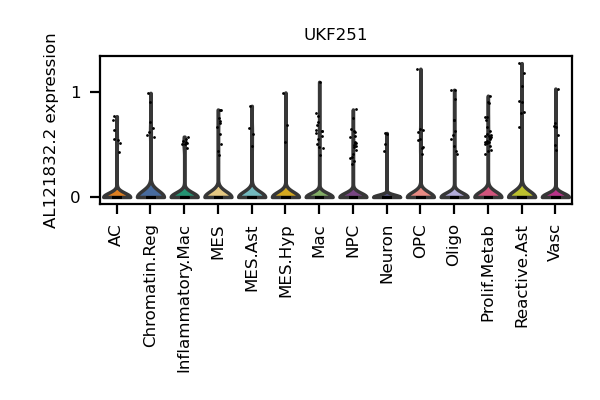 UKF251
AL121832.2 expression
1
0
AC
Chromatin.Reg
Inflammatory.Mac
MES
MES.Ast
MES.Hyp
Mac
NPC
Neuron
OPC
Oligo
Prolif.Metab
Reactive.Ast
Vasc